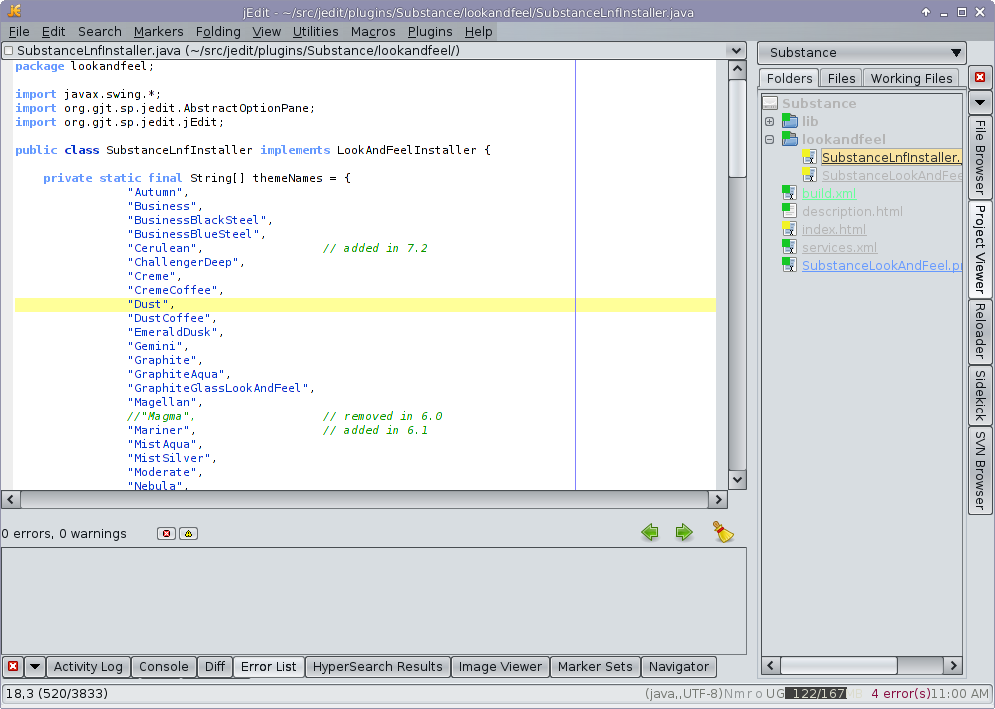 jEdit - ~/src/jedit/plugins/Substance/lookandfeel/SubstanceLnfInstaller.java
File Edit Search Markers Folding View Utilities Macros Plugins Help
SubstanceLnfInstaller.java (~/src/jedit/plugins/Substance/lookandfeel/)
package lookandfeel;
import javax.swing.*;
import org.gjt.sp.jedit.AbstractOptionPane;
import org.gjt.sp.jedit.jEdit;
public class SubstanceLnfInstaller implements LookAndFeelInstaller {
private static final String[] themeNames = {
"Autumn",
"Business",
"BusinessBlackSteel",
"BusinessBlueSteel",
"Cerulean", // added in 7.2
"ChallengerDeep",
"Creme",
"CremeCoffee",
"Dust",
"DustCoffee",
"EmeraldDusk",
"Gemini",
"Graphite",
"GraphiteAqua",
"GraphiteGlassLookAndFeel",
"Magellan",
//"Magma", // removed in 6.0
"Mariner", // added in 6.1
"MistAqua",
"MistSilver",
"Moderate",
"Nebula",
Substance
Folders Files Working Files
Substance
lib
lookandfeel
SubstanceLnfInstaller.
SubstanceLookAndFee
build.xml
description.html
index.html
services.xml
SubstanceLookAndFeel.pr
File Browser
Project Viewer
Reloader
Sidekick
SVN Browser
0 errors, 0 warnings
Activity Log Console Diff Error List HyperSearch Results Image Viewer Marker Sets Navigator
18,3 (520/3833) (java,,UTF-8)Nmr o UG 122/167 4 error(s)11:00 AM